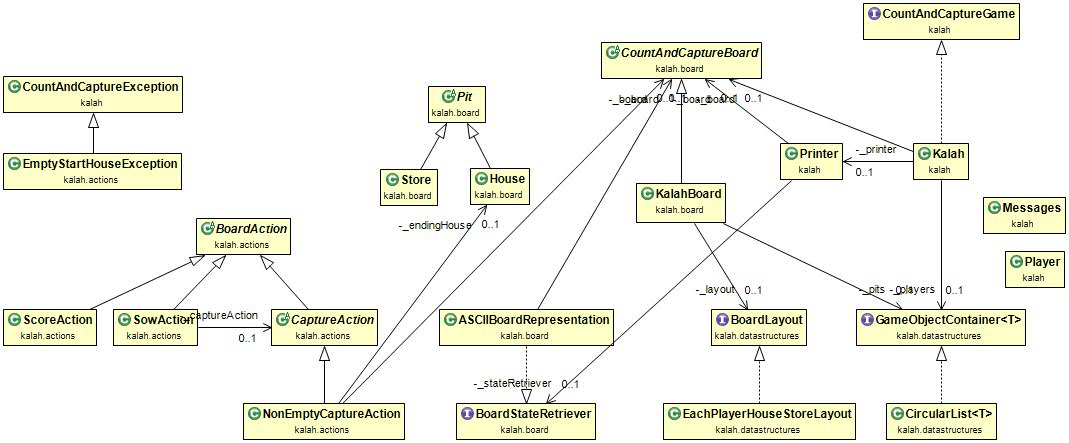 CountAndCaptureGame
kalah
CountAndCaptureBoard
kalah.board
CountAndCaptureException
kalah
Pit
kalah.board
-_board
0..1
-_board
-_board
0..1
0..1
EmptyStartHouseException
kalah.actions
Printer
kalah
-_printer
0..1
Kalah
kalah
Store
kalah.board
House
kalah.board
KalahBoard
kalah.board
Messages
kalah
-_endingHouse
0..1
BoardAction
kalah.actions
Player
kalah
-_layout
0..1
-_pits
0..1
-_players
0..1
ScoreAction
kalah.actions
SowAction
kalah.actions
-_captureAction
0..1
CaptureAction
kalah.actions
ASCIIBoardRepresentation
kalah.board
BoardLayout
kalah.datastructures
GameObjectContainer<T>
kalah.datastructures
-_stateRetriever
0..1
NonEmptyCaptureAction
kalah.actions
BoardStateRetriever
kalah.board
EachPlayerHouseStoreLayout
kalah.datastructures
CircularList<T>
kalah.datastructures